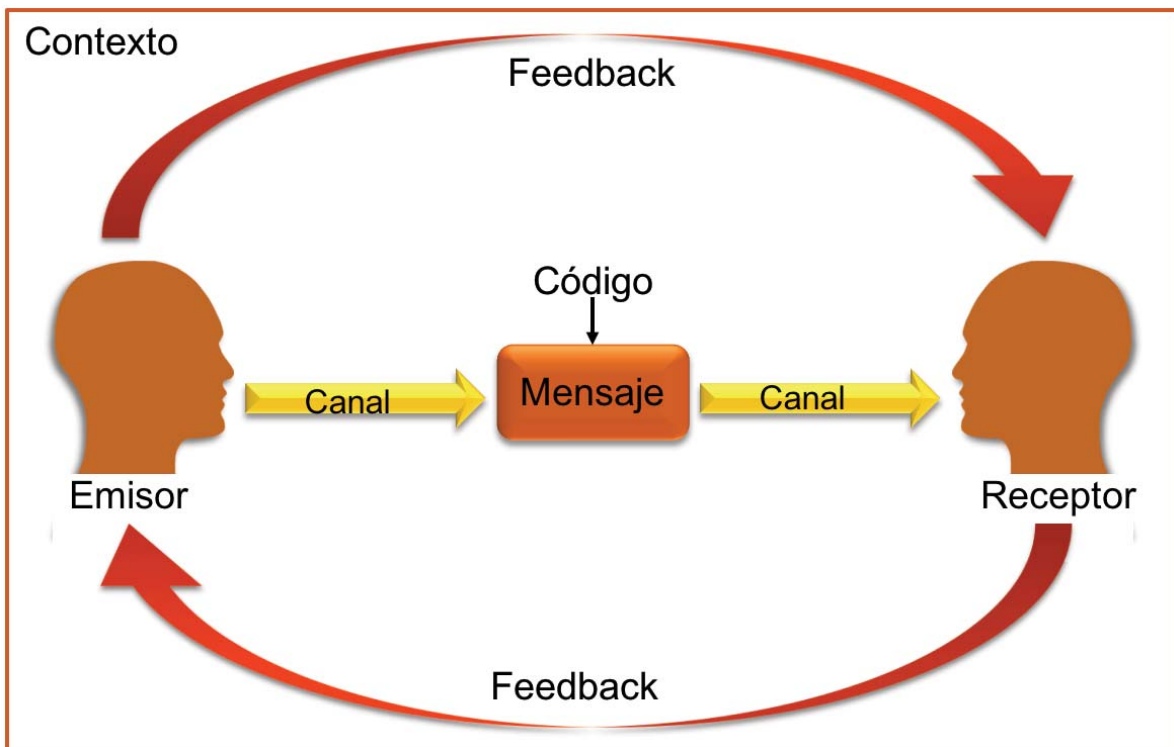 Contexto
Feedback
Código
Canal
Mensaje
Canal
Emisor
Receptor
Feedback